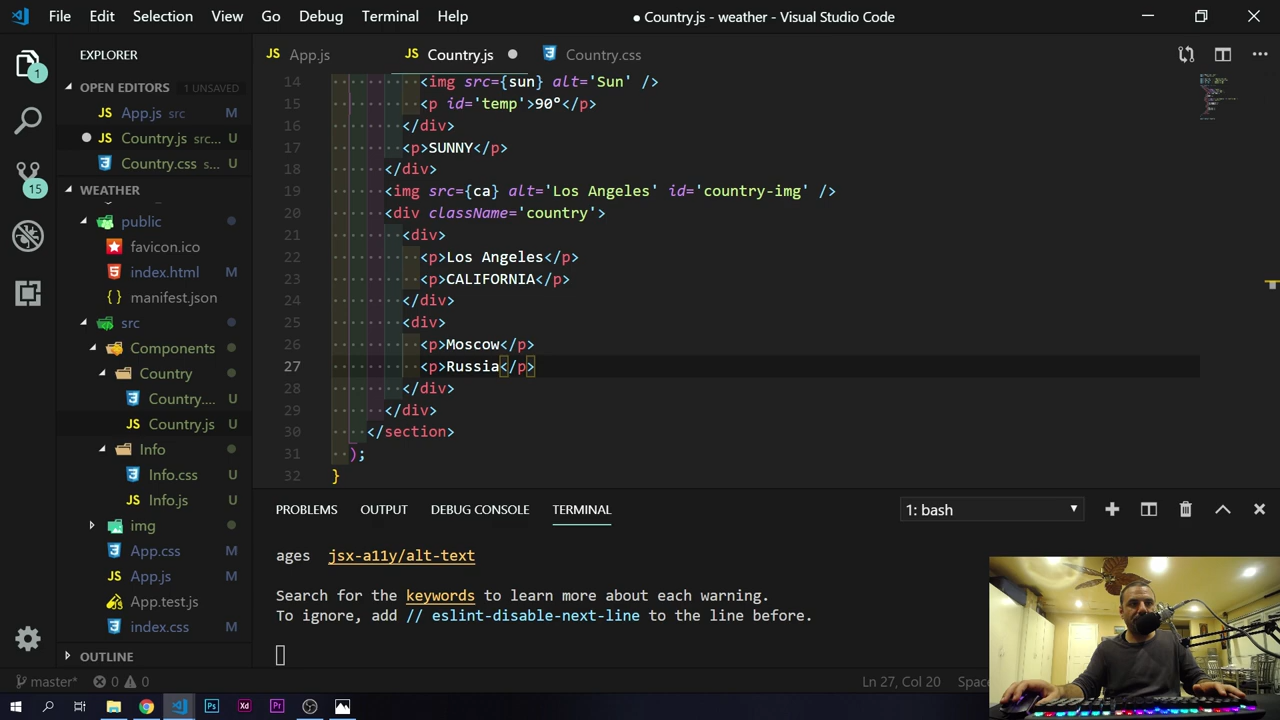 File Edit Selection View Go Debug Terminal Help
● Country.js - weather - Visual Studio Code
EXPLORER
App.js
Country.js
Country.css
1
OPEN EDITORS 1 UNSAVED
App.js src M
Country.js src... U
Country.css s... U
15
WEATHER
public
favicon.ico
index.html M
manifest.json
src
Components
Country
Country.... U
Country.js U
Info
Info.css U
Info.js U
img
App.css M
App.js M
App.test.js
index.css M
OUTLINE
14 <img src={sun} alt='Sun' />
15 <p id='temp'>90°</p>
16 </div>
17 <p>SUNNY</p>
18 </div>
19 <img src={ca} alt='Los Angeles' id='country-img' />
20 <div className='country'>
21 <div>
22 <p>Los Angeles</p>
23 <p>CALIFORNIA</p>
24 </div>
25 <div>
26 <p>Moscow</p>
27 <p>Russia</p>
28 </div>
29 </div>
30 </section>
31 );
32 }
PROBLEMS OUTPUT DEBUG CONSOLE TERMINAL
1: bash
ages jsx-a11y/alt-text
Search for the keywords to learn more about each warning.
To ignore, add // eslint-disable-next-line to the line before.
master* 0 0
Ln 27, Col 20
Ps Xd Pr